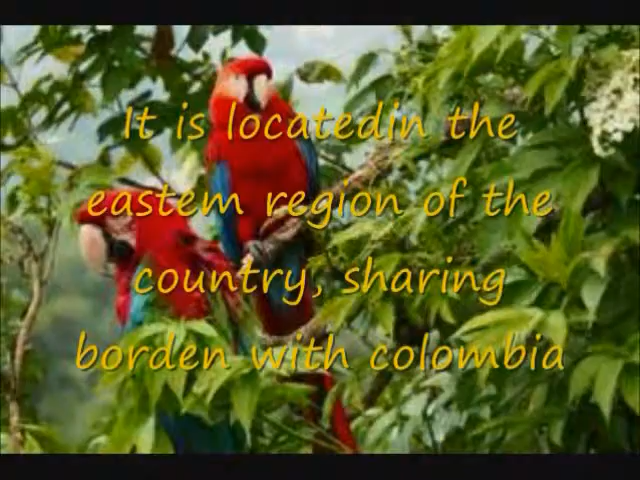 It is locatedin the
eastem region of the
country, sharing
borden with colombia